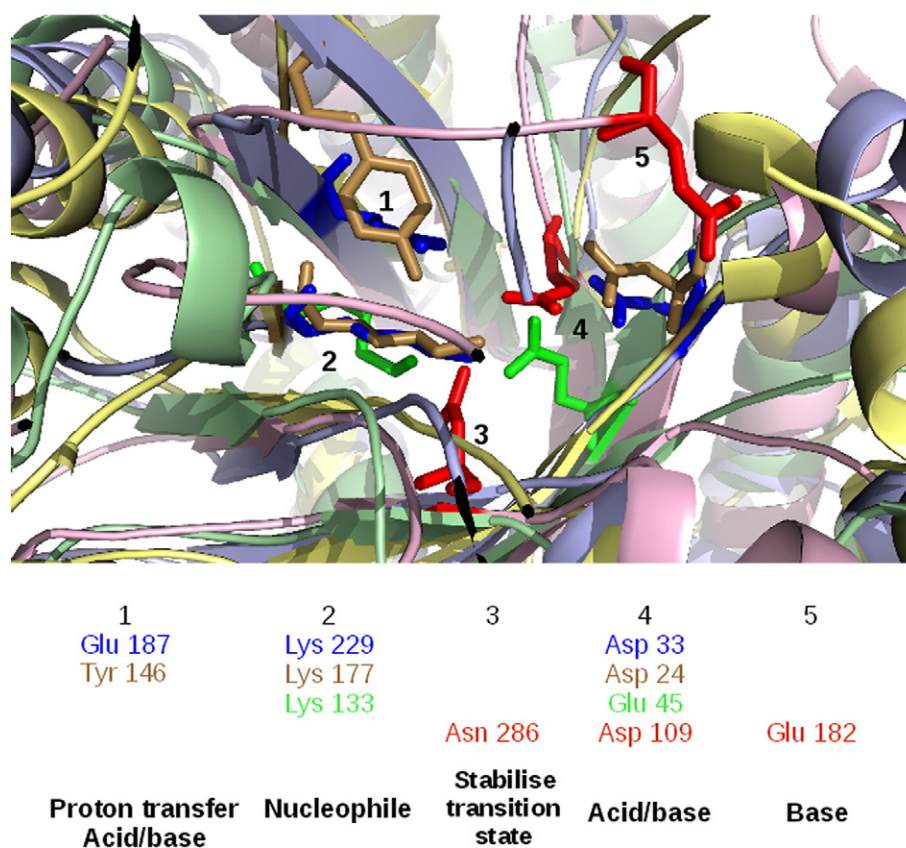 1
5
4
2
3
1 2 3 4 5
Glu 187 Lys 229 Asp 33
Tyr 146 Lys 177 Asp 24
Lys 133 Glu 45
Asn 286 Asp 109 Glu 182
Proton transfer
Acid/base
Nucleophile
Stabilise
transition
state
Acid/base
Base